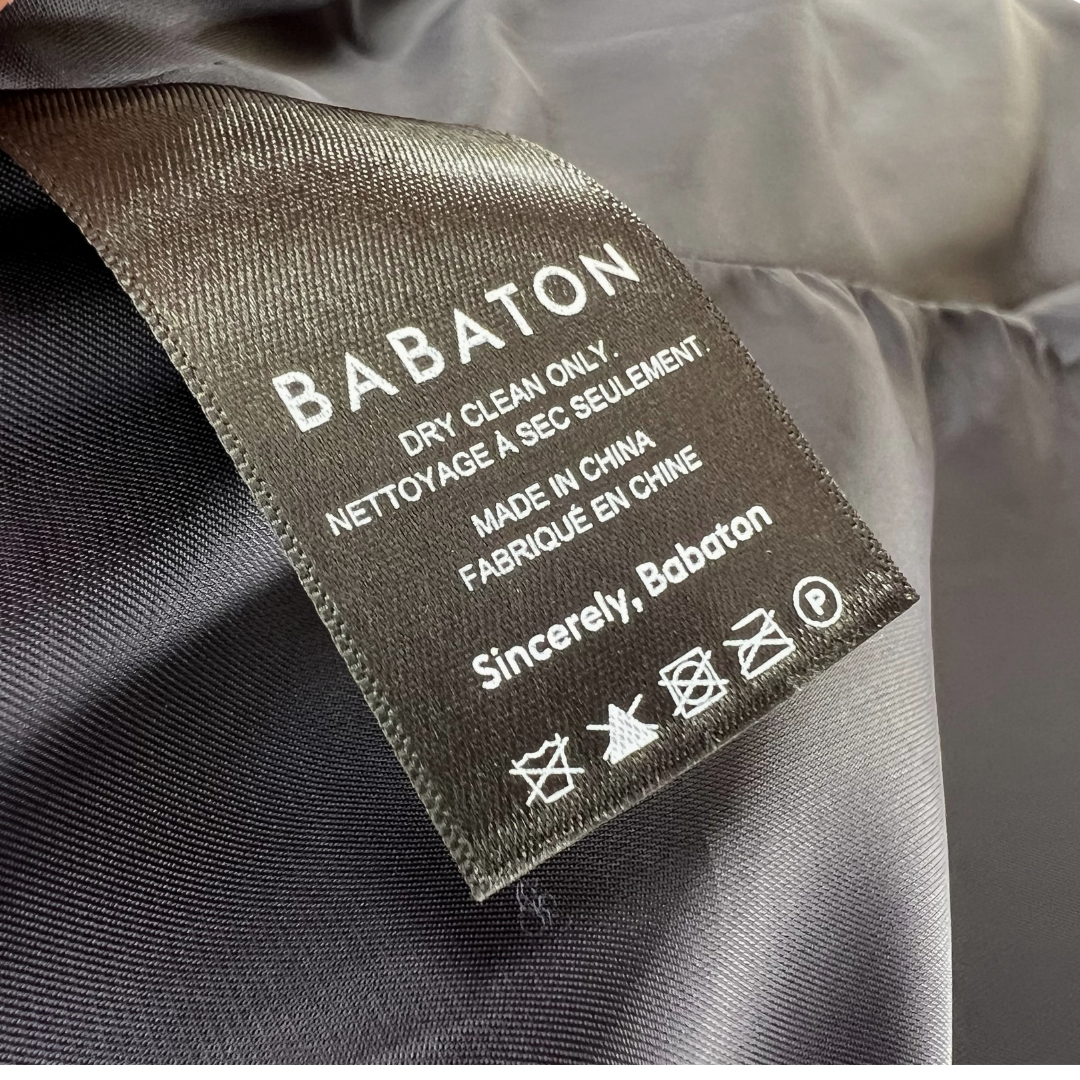 BABATON
DRY CLEAN ONLY.
NETTOYAGE À SEC SEULEMENT.
MADE IN CHINA
FABRIQUÉ EN CHINE
Sincerely, Babaton
P